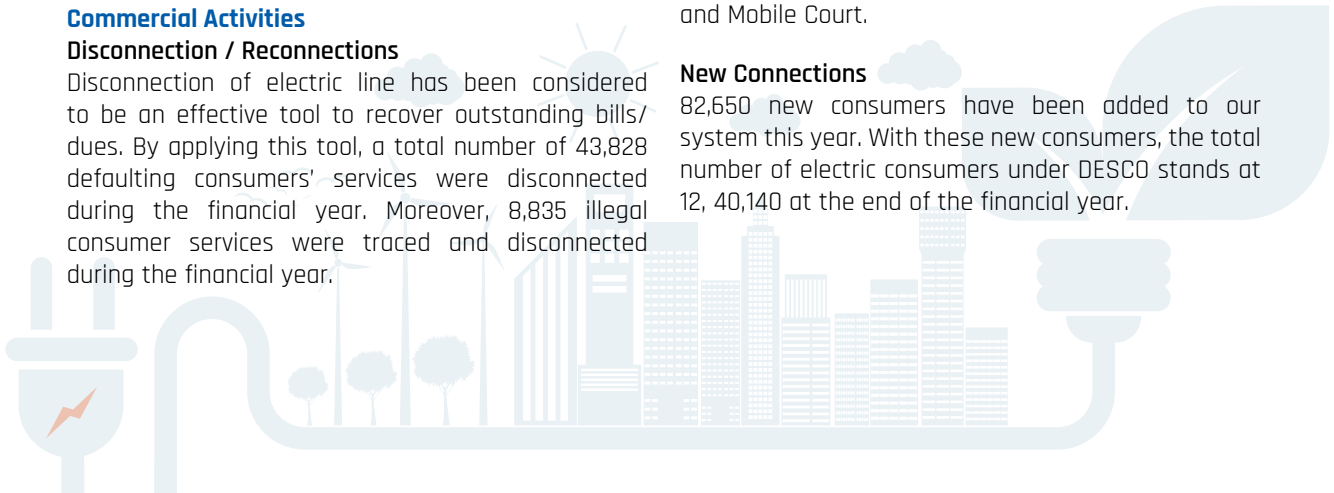 Commercial Activities
Disconnection / Reconnections
Disconnection of electric line has been considered
to be an effective tool to recover outstanding bills/
dues. By applying this tool, a total number of 43,828
defaulting consumers’ services were disconnected
during the financial year. Moreover, 8,835 illegal
consumer services were traced and disconnected
during the financial year.
and Mobile Court.
New Connections
82,650 new consumers have been added to our
system this year. With these new consumers, the total
number of electric consumers under DESCO stands at
12, 40,140 at the end of the financial year.